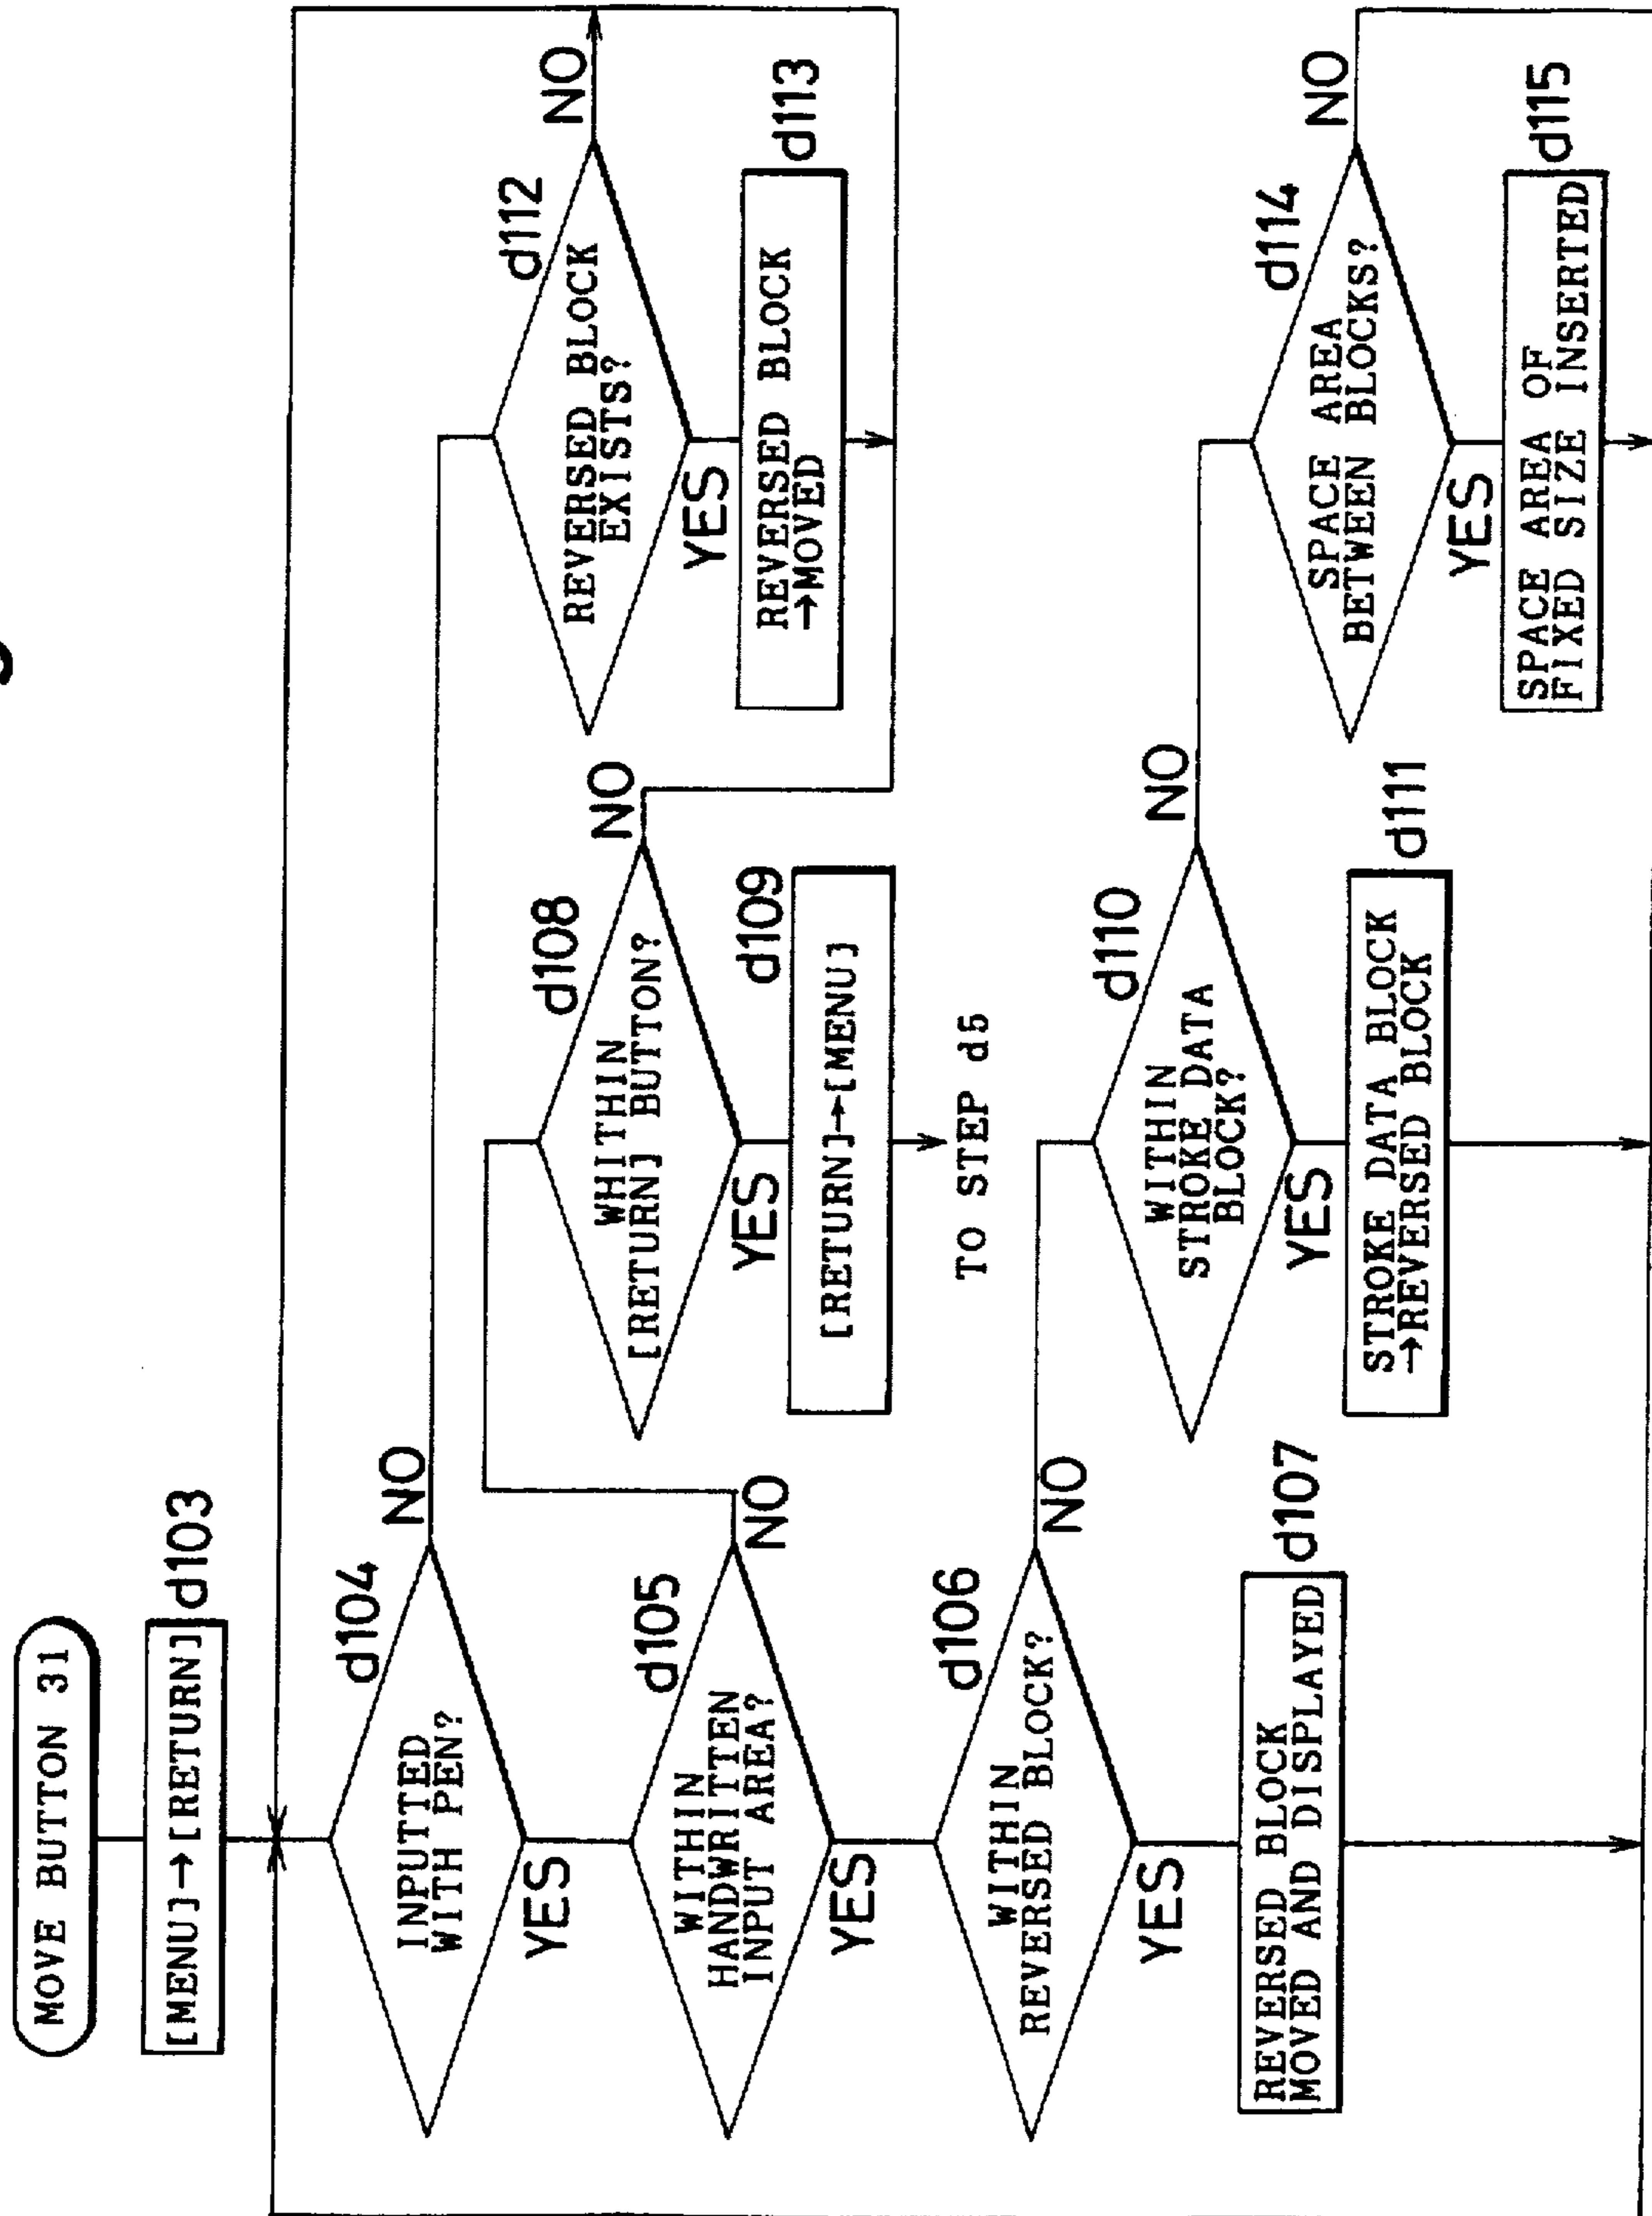 MOVE BUTTON 31
[MENU]→[RETURN]
d103
d104
INPUTTED
WITH PEN?
NO
YES
d105
WITHIN
HANDWRITTEN
INPUT AREA?
NO
YES
d106
WITHIN
REVERSED BLOCK?
NO
YES
d107
REVERSED BLOCK
MOVED AND DISPLAYED
d108
WHITHIN
[RETURN] BUTTON?
NO
YES
d109
[RETURN]→[MENU]
TO STEP d5
d110
WITHIN
STROKE DATA
BLOCK?
NO
YES
d111
STROKE DATA BLOCK
→REVERSED BLOCK
d112
REVERSED BLOCK
EXISTS?
NO
YES
d113
REVERSED BLOCK
→MOVED
d114
SPACE AREA
BETWEEN BLOCKS?
NO
YES
d115
SPACE AREA OF
FIXED SIZE INSERTED